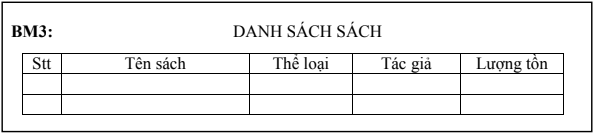 BM3: DANH SÁCH SÁCH
Stt Tên sách Thể loại Tác giả Lượng tồn